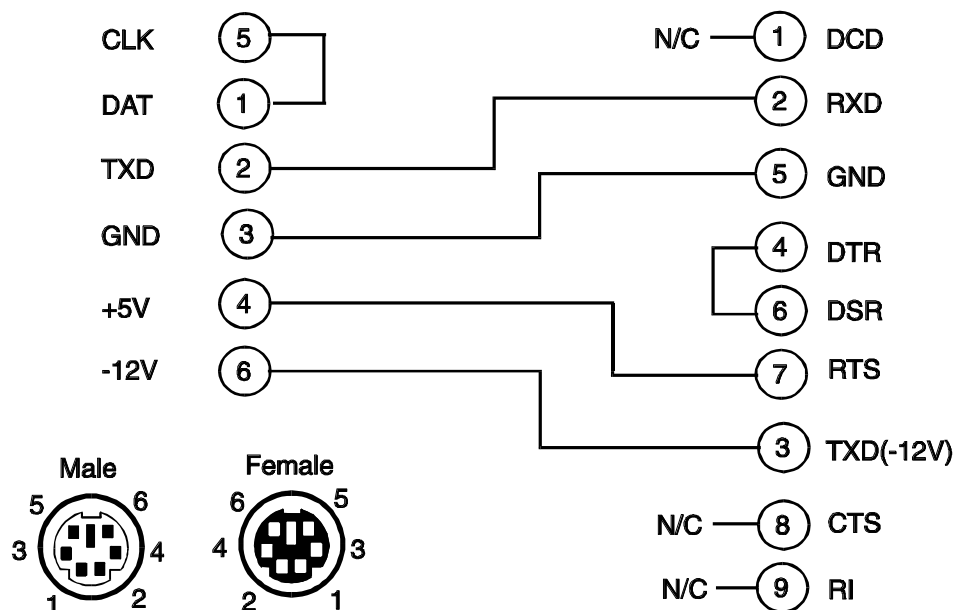 CLK 5 N/C 1 DCD
DAT 1 2 RXD
TXD 2 5 GND
GND 3 4 DTR
+5V 4 6 DSR
-12V 6 7 RTS
3 TXD(-12V)
Male Female
5 6 6 5
3 4 4 3
1 2 2 1
N/C 8 CTS
N/C 9 RI